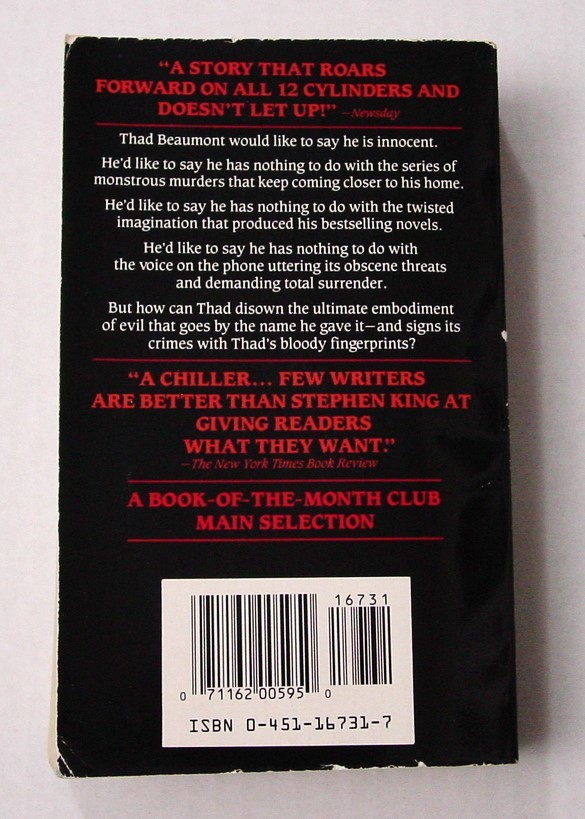 “A STORY THAT ROARS
FORWARD ON ALL 12 CYLINDERS AND
DOESN'T LET UP!” —Newsday
Thad Beaumont would like to say he is innocent.
He'd like to say he has nothing to do with the series of
monstrous murders that keep coming closer to his home.
He'd like to say he has nothing to do with the twisted
imagination that produced his bestselling novels.
He'd like to say he has nothing to do with
the voice on the phone uttering its obscene threats
and demanding total surrender.
But how can Thad disown the ultimate embodiment
of evil that goes by the name he gave it—and signs its
crimes with Thad's bloody fingerprints?
“A CHILLER... FEW WRITERS
ARE BETTER THAN STEPHEN KING AT
GIVING READERS
WHAT THEY WANT.”
—The New York Times Book Review
A BOOK-OF-THE-MONTH CLUB
MAIN SELECTION
16731
0 71162 00595 0
ISBN 0-451-16731-7